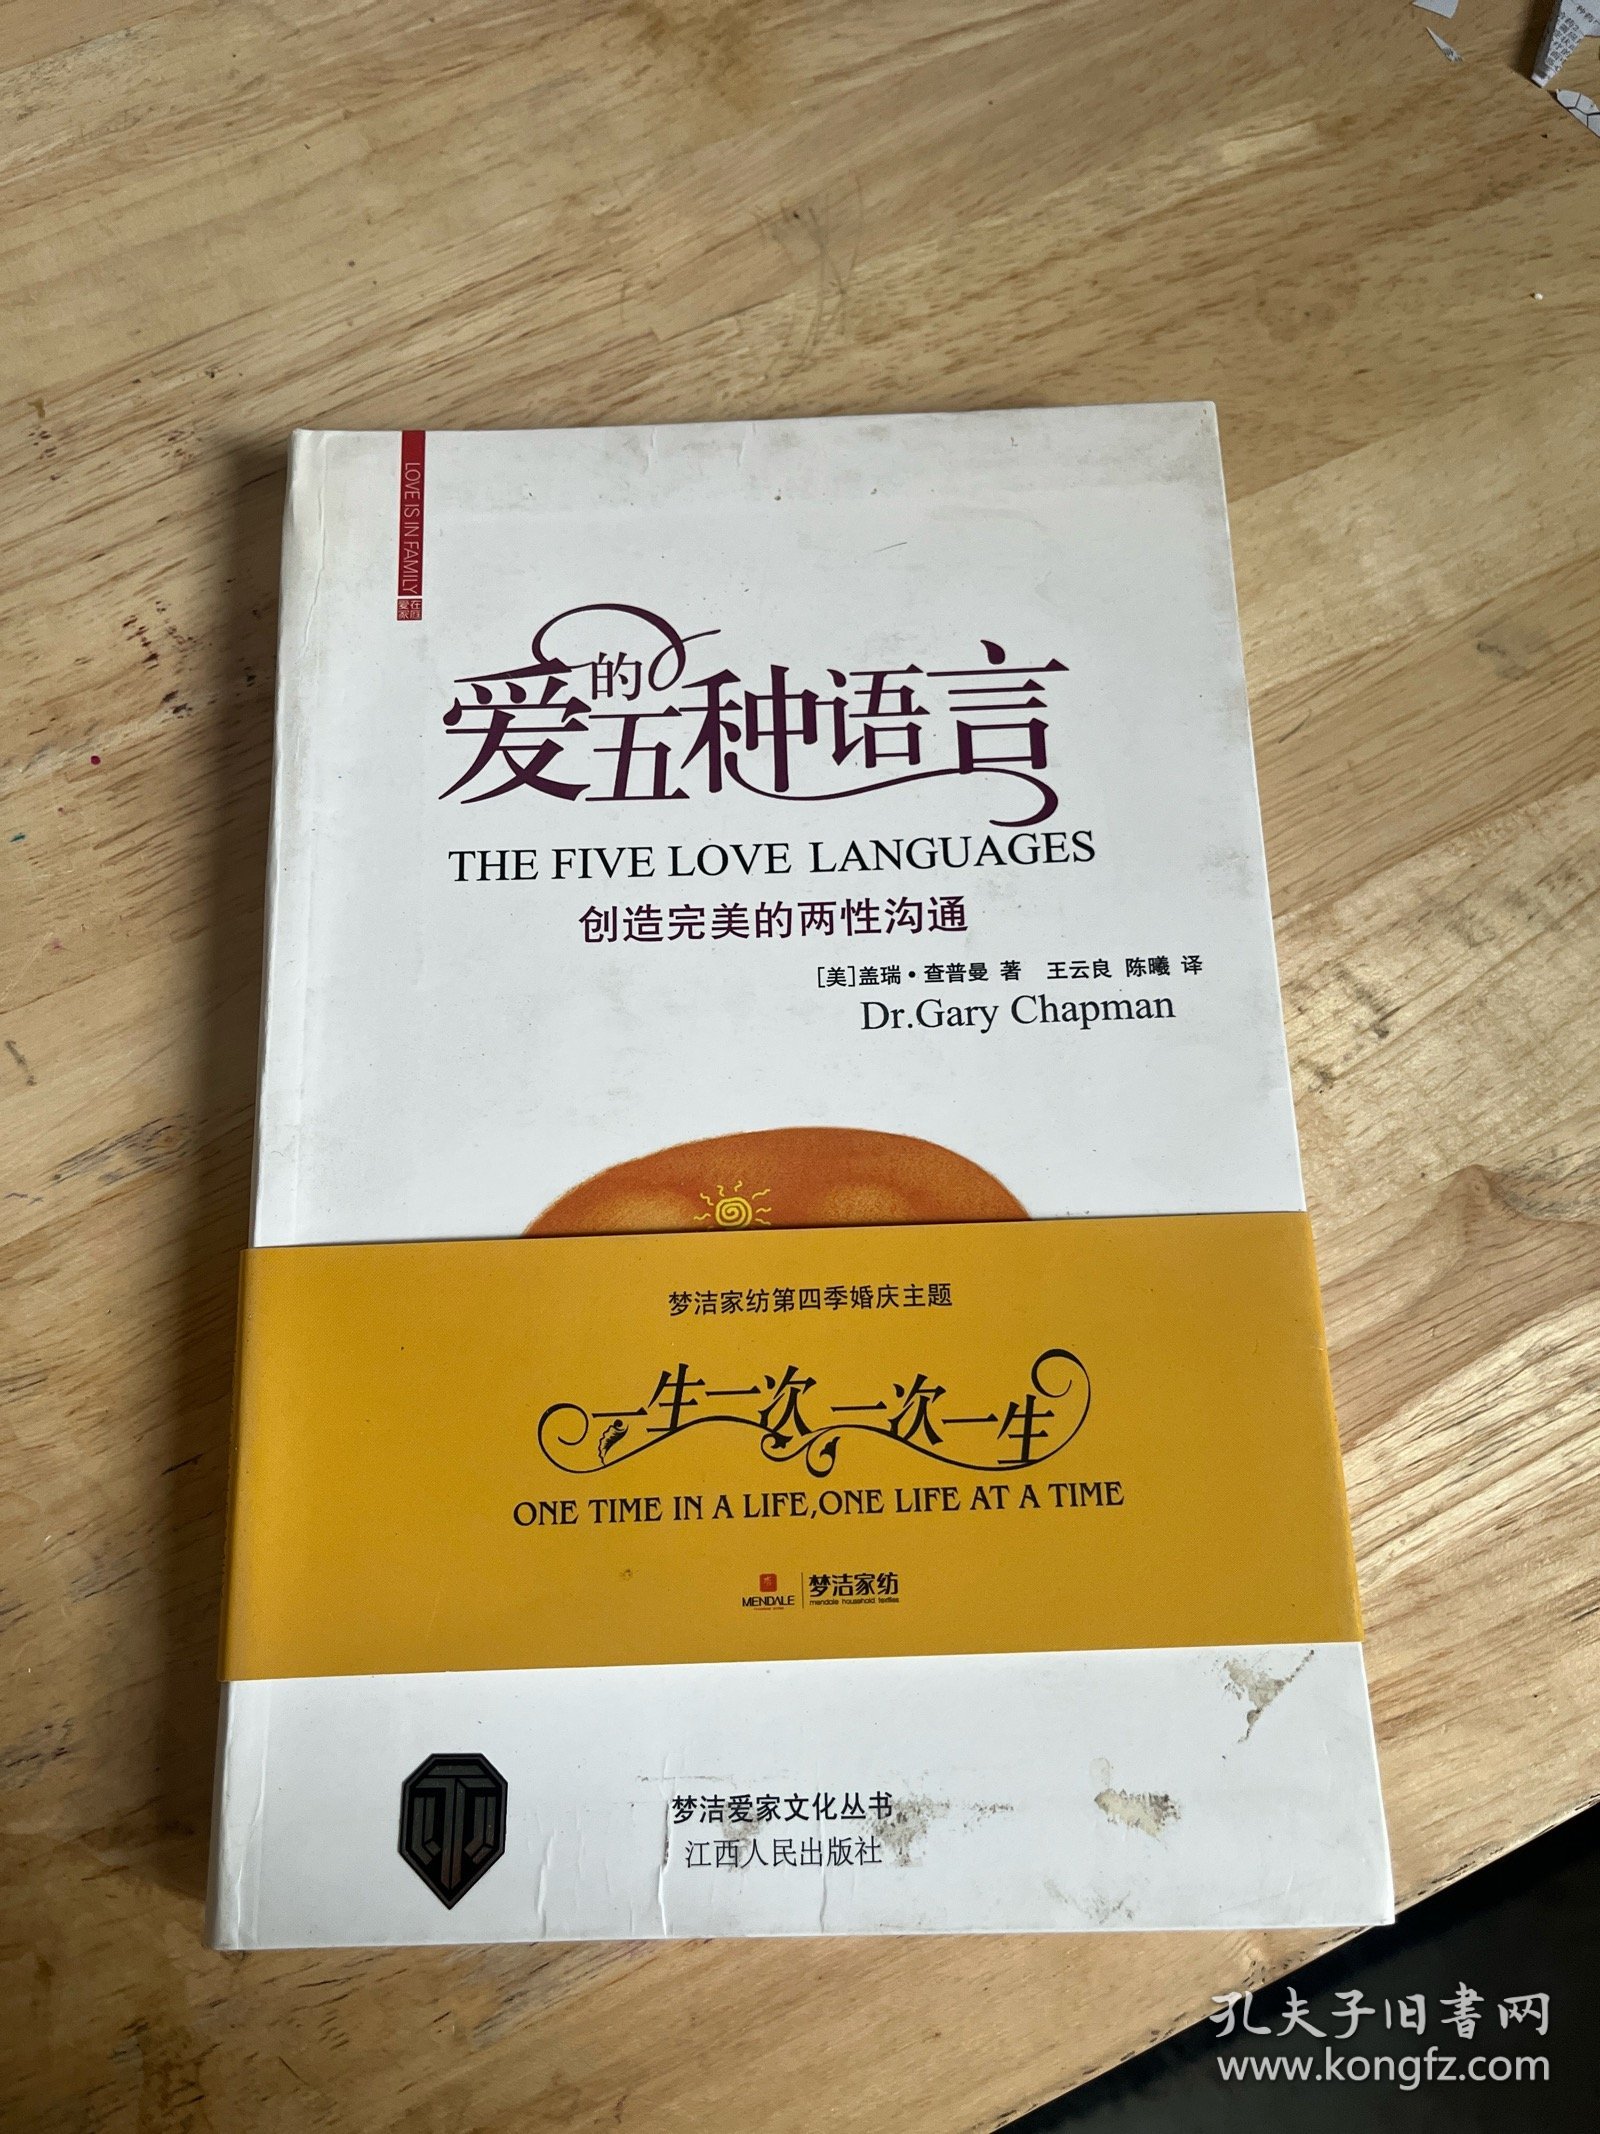 LOVE IS IN FAMILY
爱在
家庭
爱的五种语言
THE FIVE LOVE LANGUAGES
创造完美的两性沟通
[美]盖瑞·查普曼 著 王云良 陈曦 译
Dr.Gary Chapman
梦洁家纺第四季婚庆主题
一生一次 一次一生
ONE TIME IN A LIFE,ONE LIFE AT A TIME
MENDALE 梦洁家纺
mendale household textiles
梦洁爱家文化丛书
江西人民出版社
孔夫子旧书网
www.kongfz.com